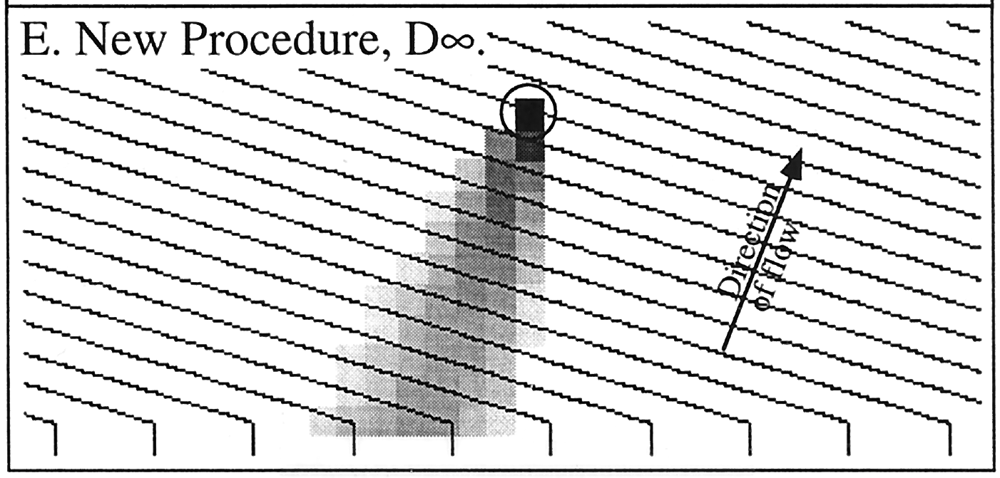 E. New Procedure, D∞.
Direction
of flow